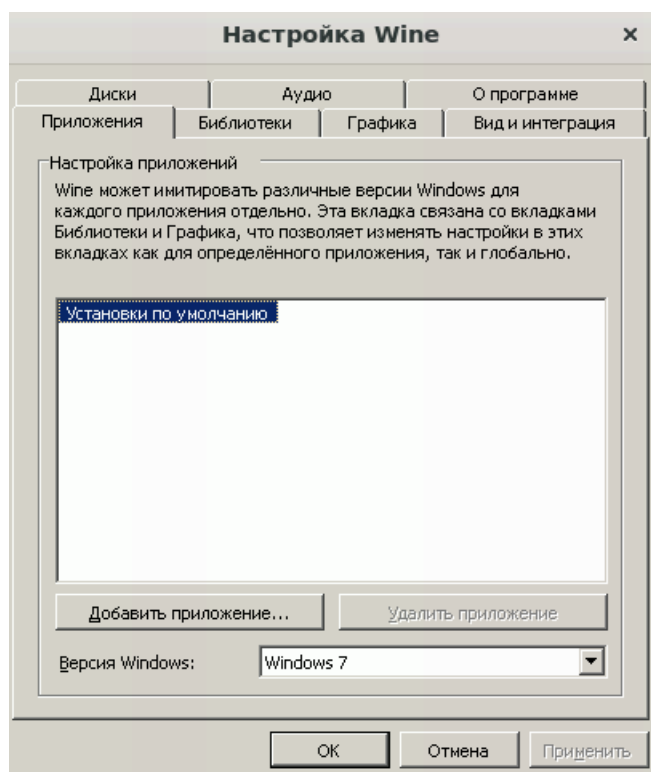 Настройка Wine
×
Диски Аудио О программе
Приложения Библиотеки Графика Вид и интеграция
Настройка приложений
Wine может имитировать различные версии Windows для
каждого приложения отдельно. Эта вкладка связана со вкладками
Библиотеки и Графика, что позволяет изменять настройки в этих
вкладках как для определённого приложения, так и глобально.
Установки по умолчанию
Добавить приложение... Удалить приложение
Версия Windows: Windows 7
ОК Отмена Применить